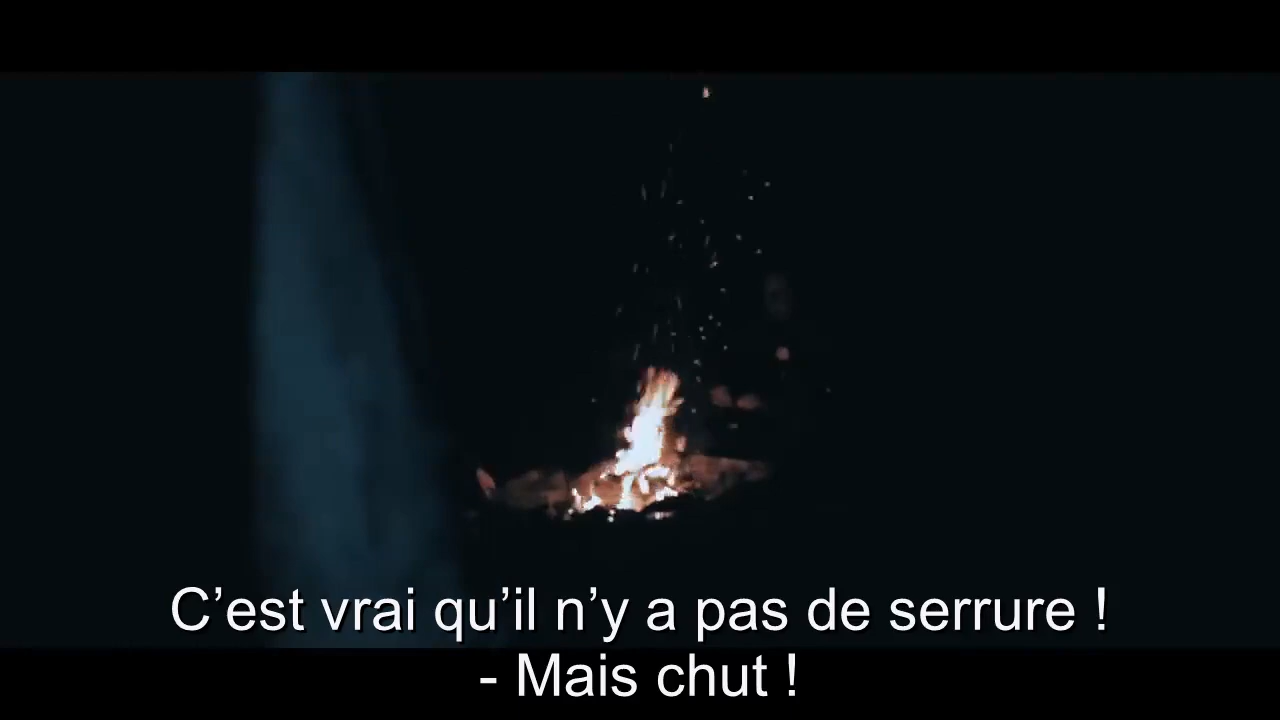 C’est vrai qu’il n’y a pas de serrure !
- Mais chut !